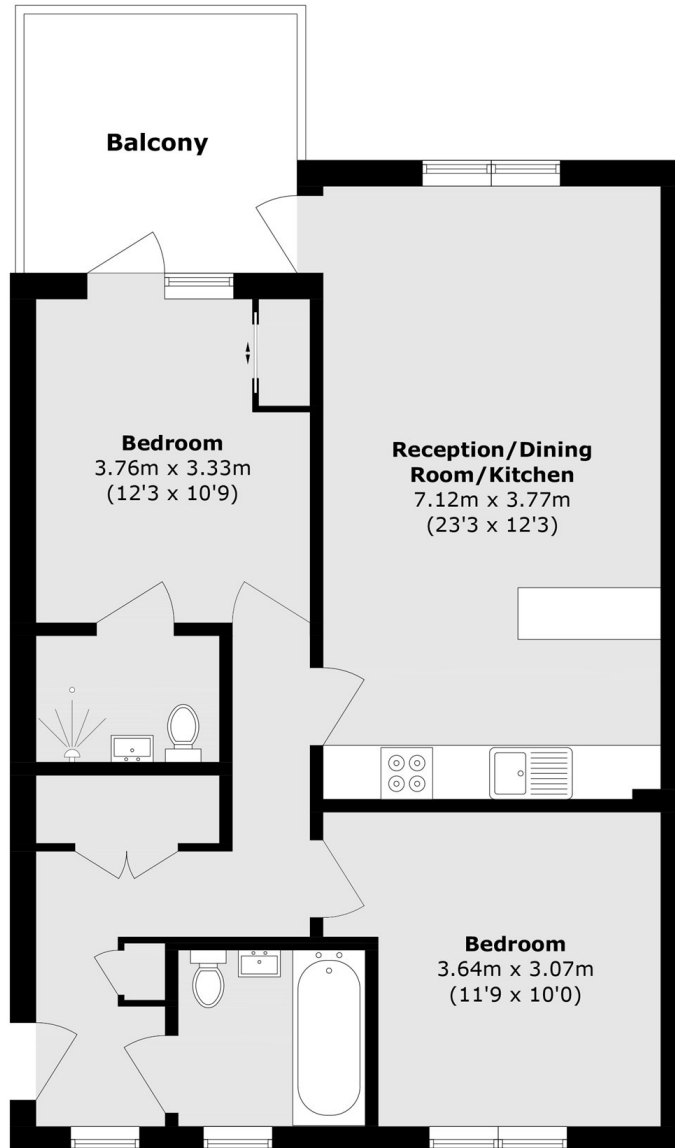 Balcony
Bedroom
3.76m x 3.33m
(12'3 x 10'9)
Reception/Dining
Room/Kitchen
7.12m x 3.77m
(23'3 x 12'3)
Bedroom
3.64m x 3.07m
(11'9 x 10'0)